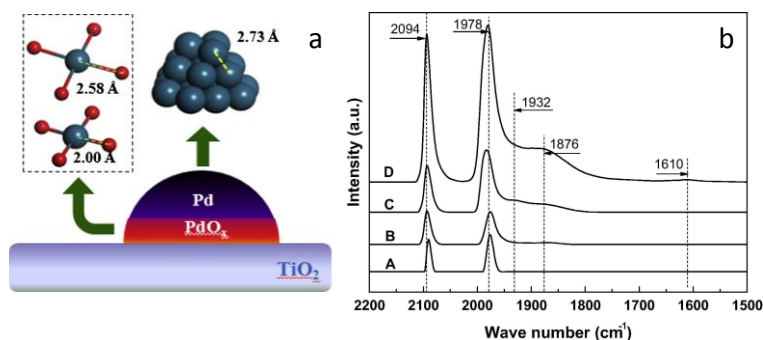 a
2.73 Å
2.58 Å
2.00 Å
Pd
PdOx
TiO2
b
2094
1978
1932
1876
1610
D
C
B
A
Intensity (a.u.)
2200 2100 2000 1900 1800 1700 1600 1500
Wave number (cm-1)